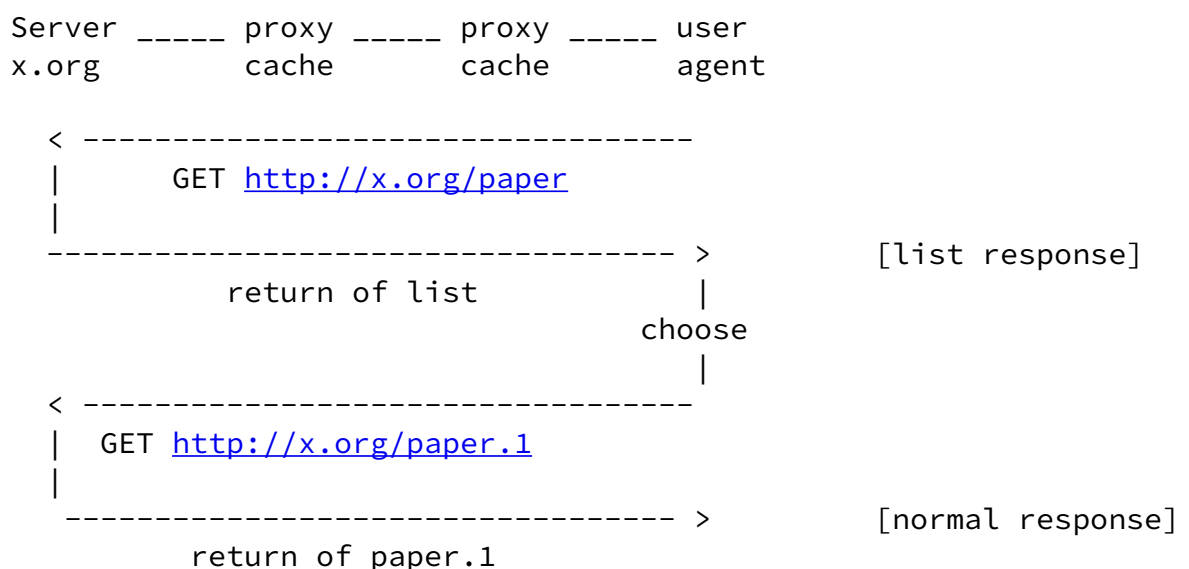 Server _____ proxy _____ proxy _____ user
x.org        cache       cache       agent
< ----------------------------------
|      GET http://x.org/paper
|
----------------------------------- >         [list response]
return of list            |
choose
|
< ----------------------------------
|  GET http://x.org/paper.1
|
---------------------------------- >         [normal response]
return of paper.1